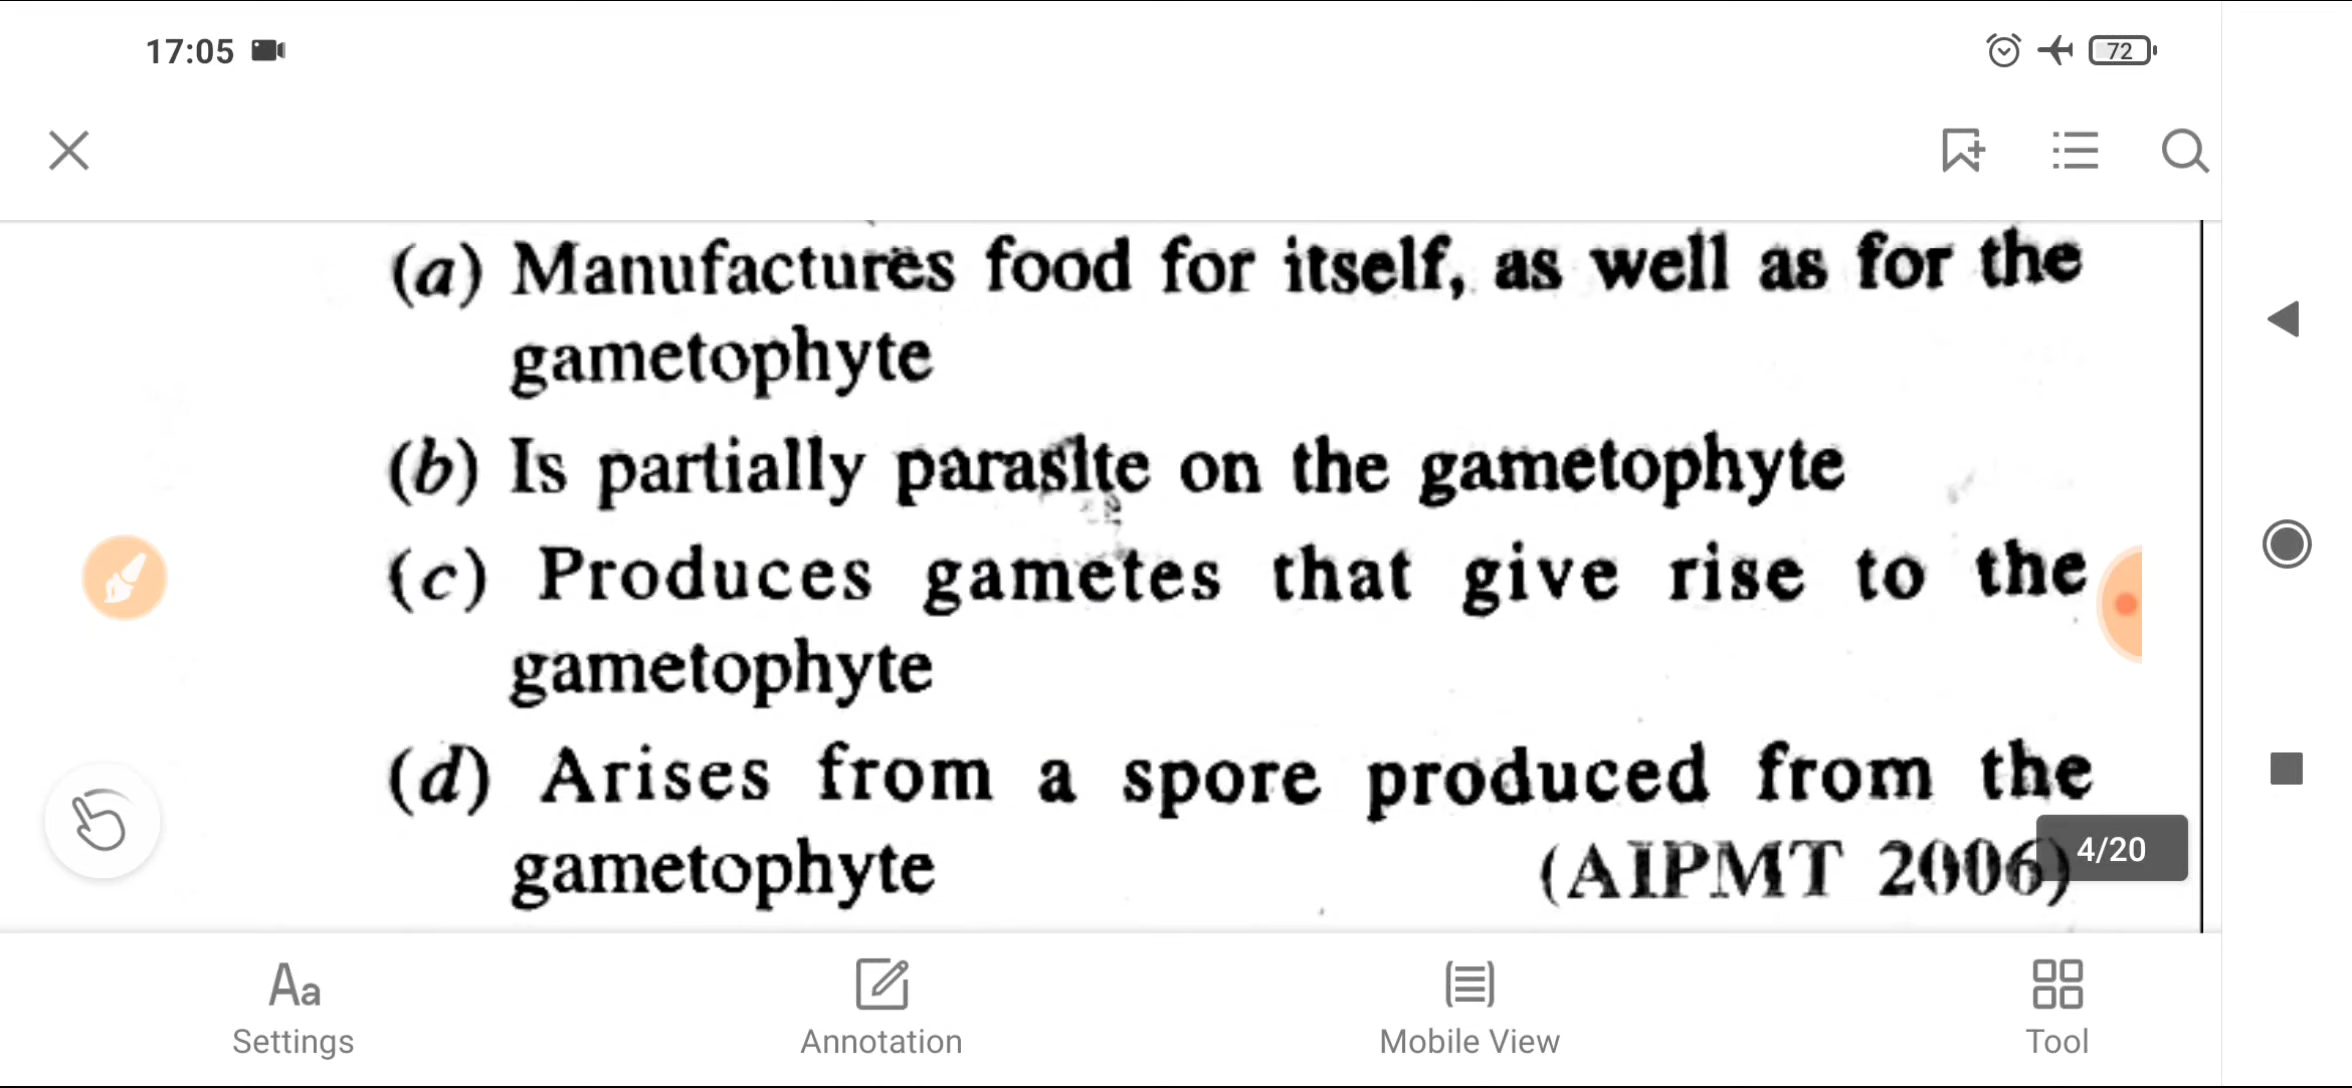 17:05
72
(a) Manufactures food for itself, as well as for the
gametophyte
(b) Is partially parasite on the gametophyte
(c) Produces gametes that give rise to the
gametophyte
(d) Arises from a spore produced from the
gametophyte (AIPMT 2006)
4/20
Aa
Settings Annotation Mobile View Tool